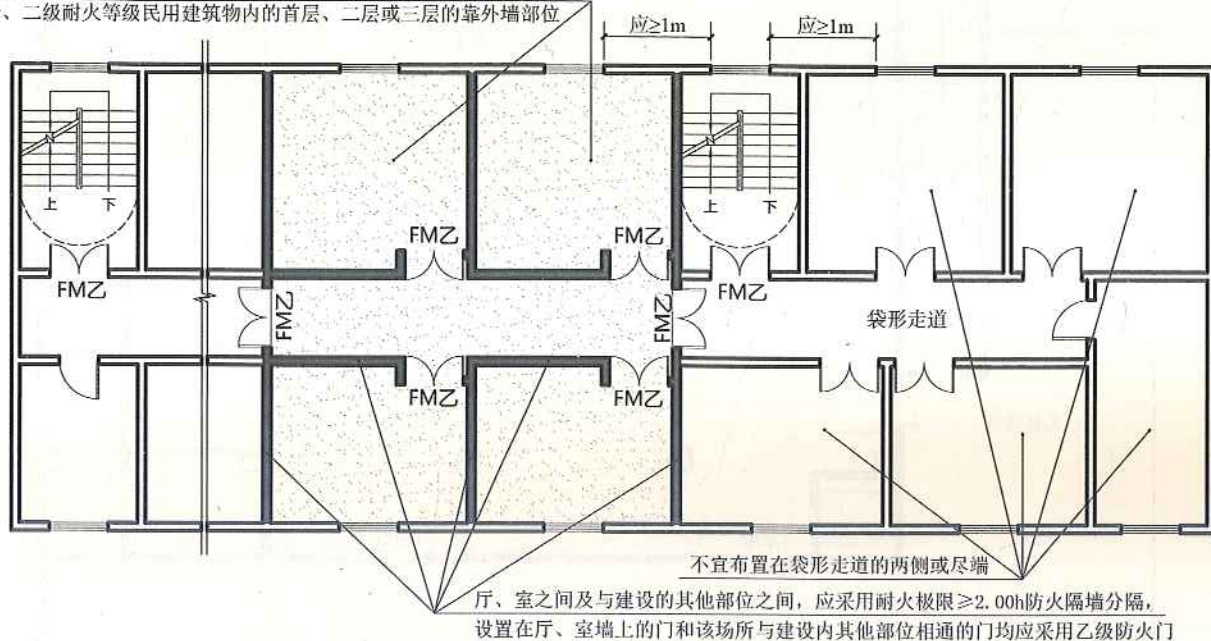 、二级耐火等级民用建筑物内的首层、二层或三层的靠外墙部位
应≥1m
应≥1m
上
下
上
下
FM乙
FM乙
FM乙
FM乙
FM乙
FM乙
袋形走道
FM乙
FM乙
不宜布置在袋形走道的两侧或尽端
厅、室之间及与建设的其他部位之间，应采用耐火极限≥2.00h防火隔墙分隔，
设置在厅、室墙上的门和该场所与建设内其他部位相通的门均应采用乙级防火门